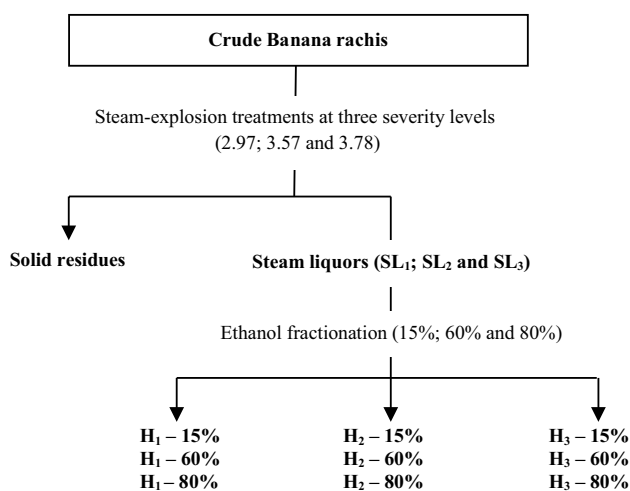 Crude Banana rachis
Steam-explosion treatments at three severity levels
(2.97; 3.57 and 3.78)
Solid residues
Steam liquors (SL₁; SL₂ and SL₃)
Ethanol fractionation (15%; 60% and 80%)
H₁ – 15%
H₁ – 60%
H₁ – 80%
H₂ – 15%
H₂ – 60%
H₂ – 80%
H₃ – 15%
H₃ – 60%
H₃ – 80%